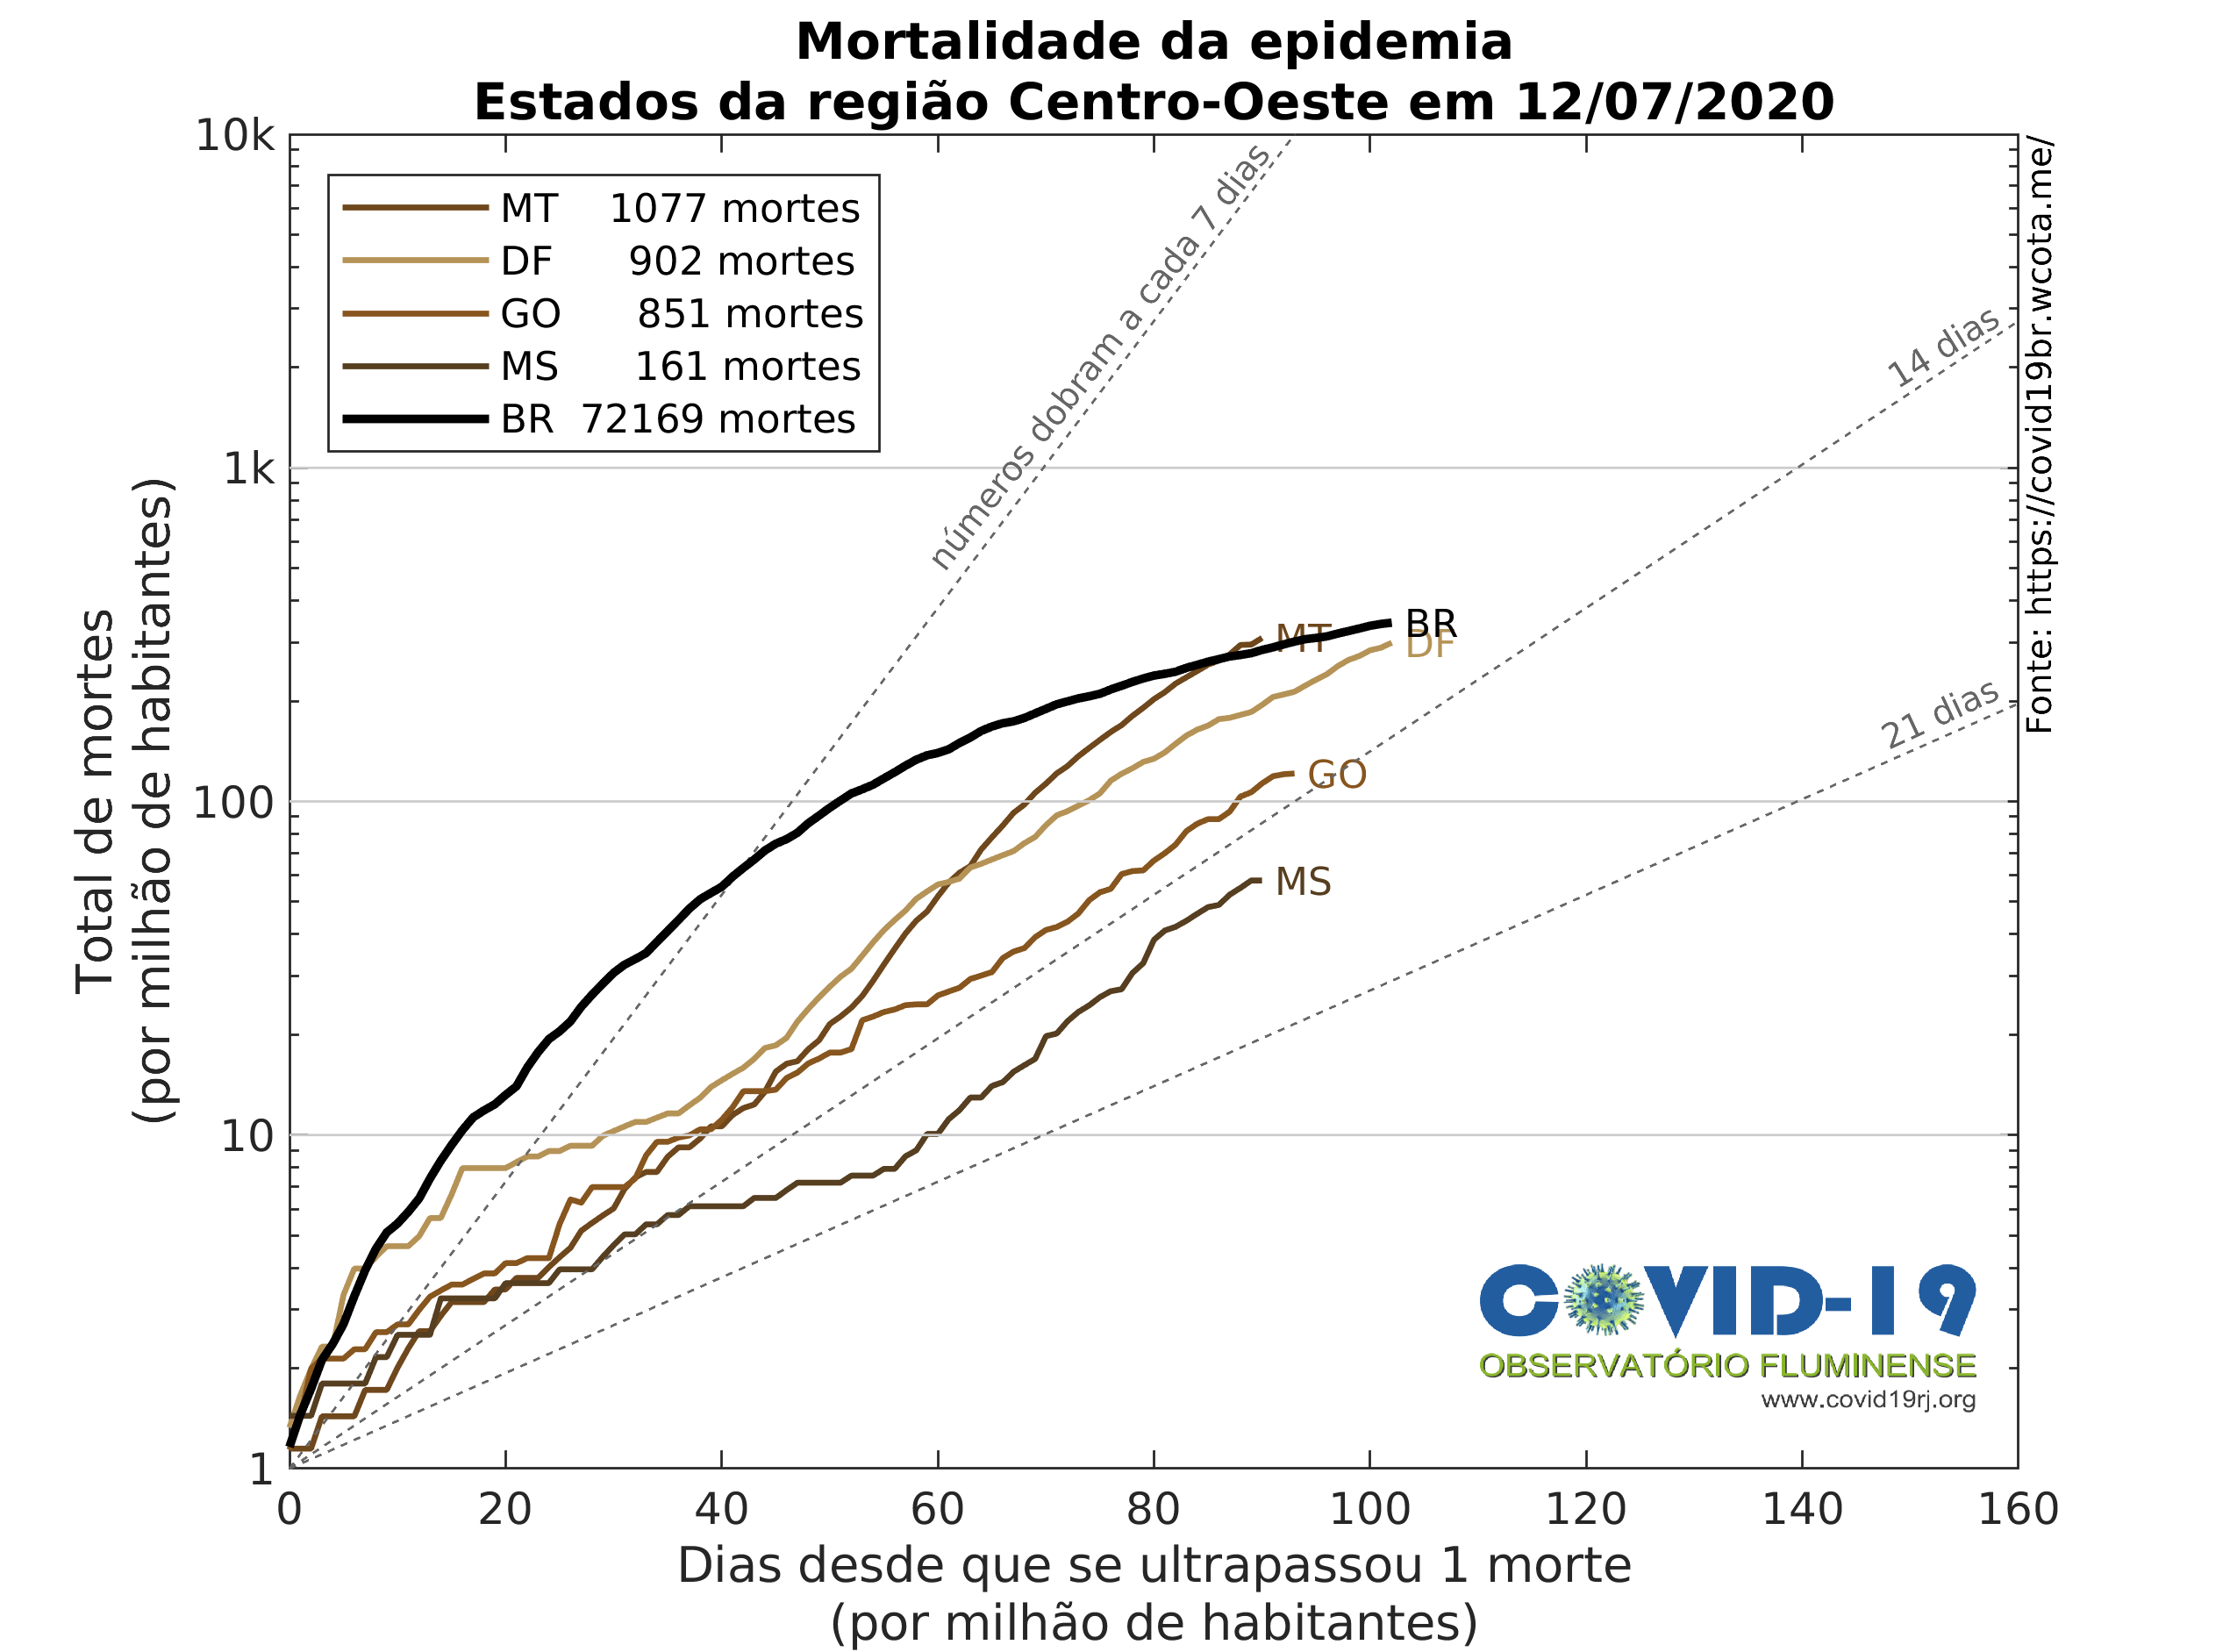 Mortalidade da epidemia
Estados da região Centro-Oeste em 12/07/2020
10k
1k
100
10
1
Total de mortes
(por milhão de habitantes)
MT 1077 mortes
DF 902 mortes
GO 851 mortes
MS 161 mortes
BR 72169 mortes
números dobram a cada 7 dias
14 dias
21 dias
BR
MT
DF
GO
MS
Fonte: https://covid19br.wcota.me/
COVID-19
OBSERVATÓRIO FLUMINENSE
www.covid19rj.org
0 20 40 60 80 100 120 140 160
Dias desde que se ultrapassou 1 morte
(por milhão de habitantes)